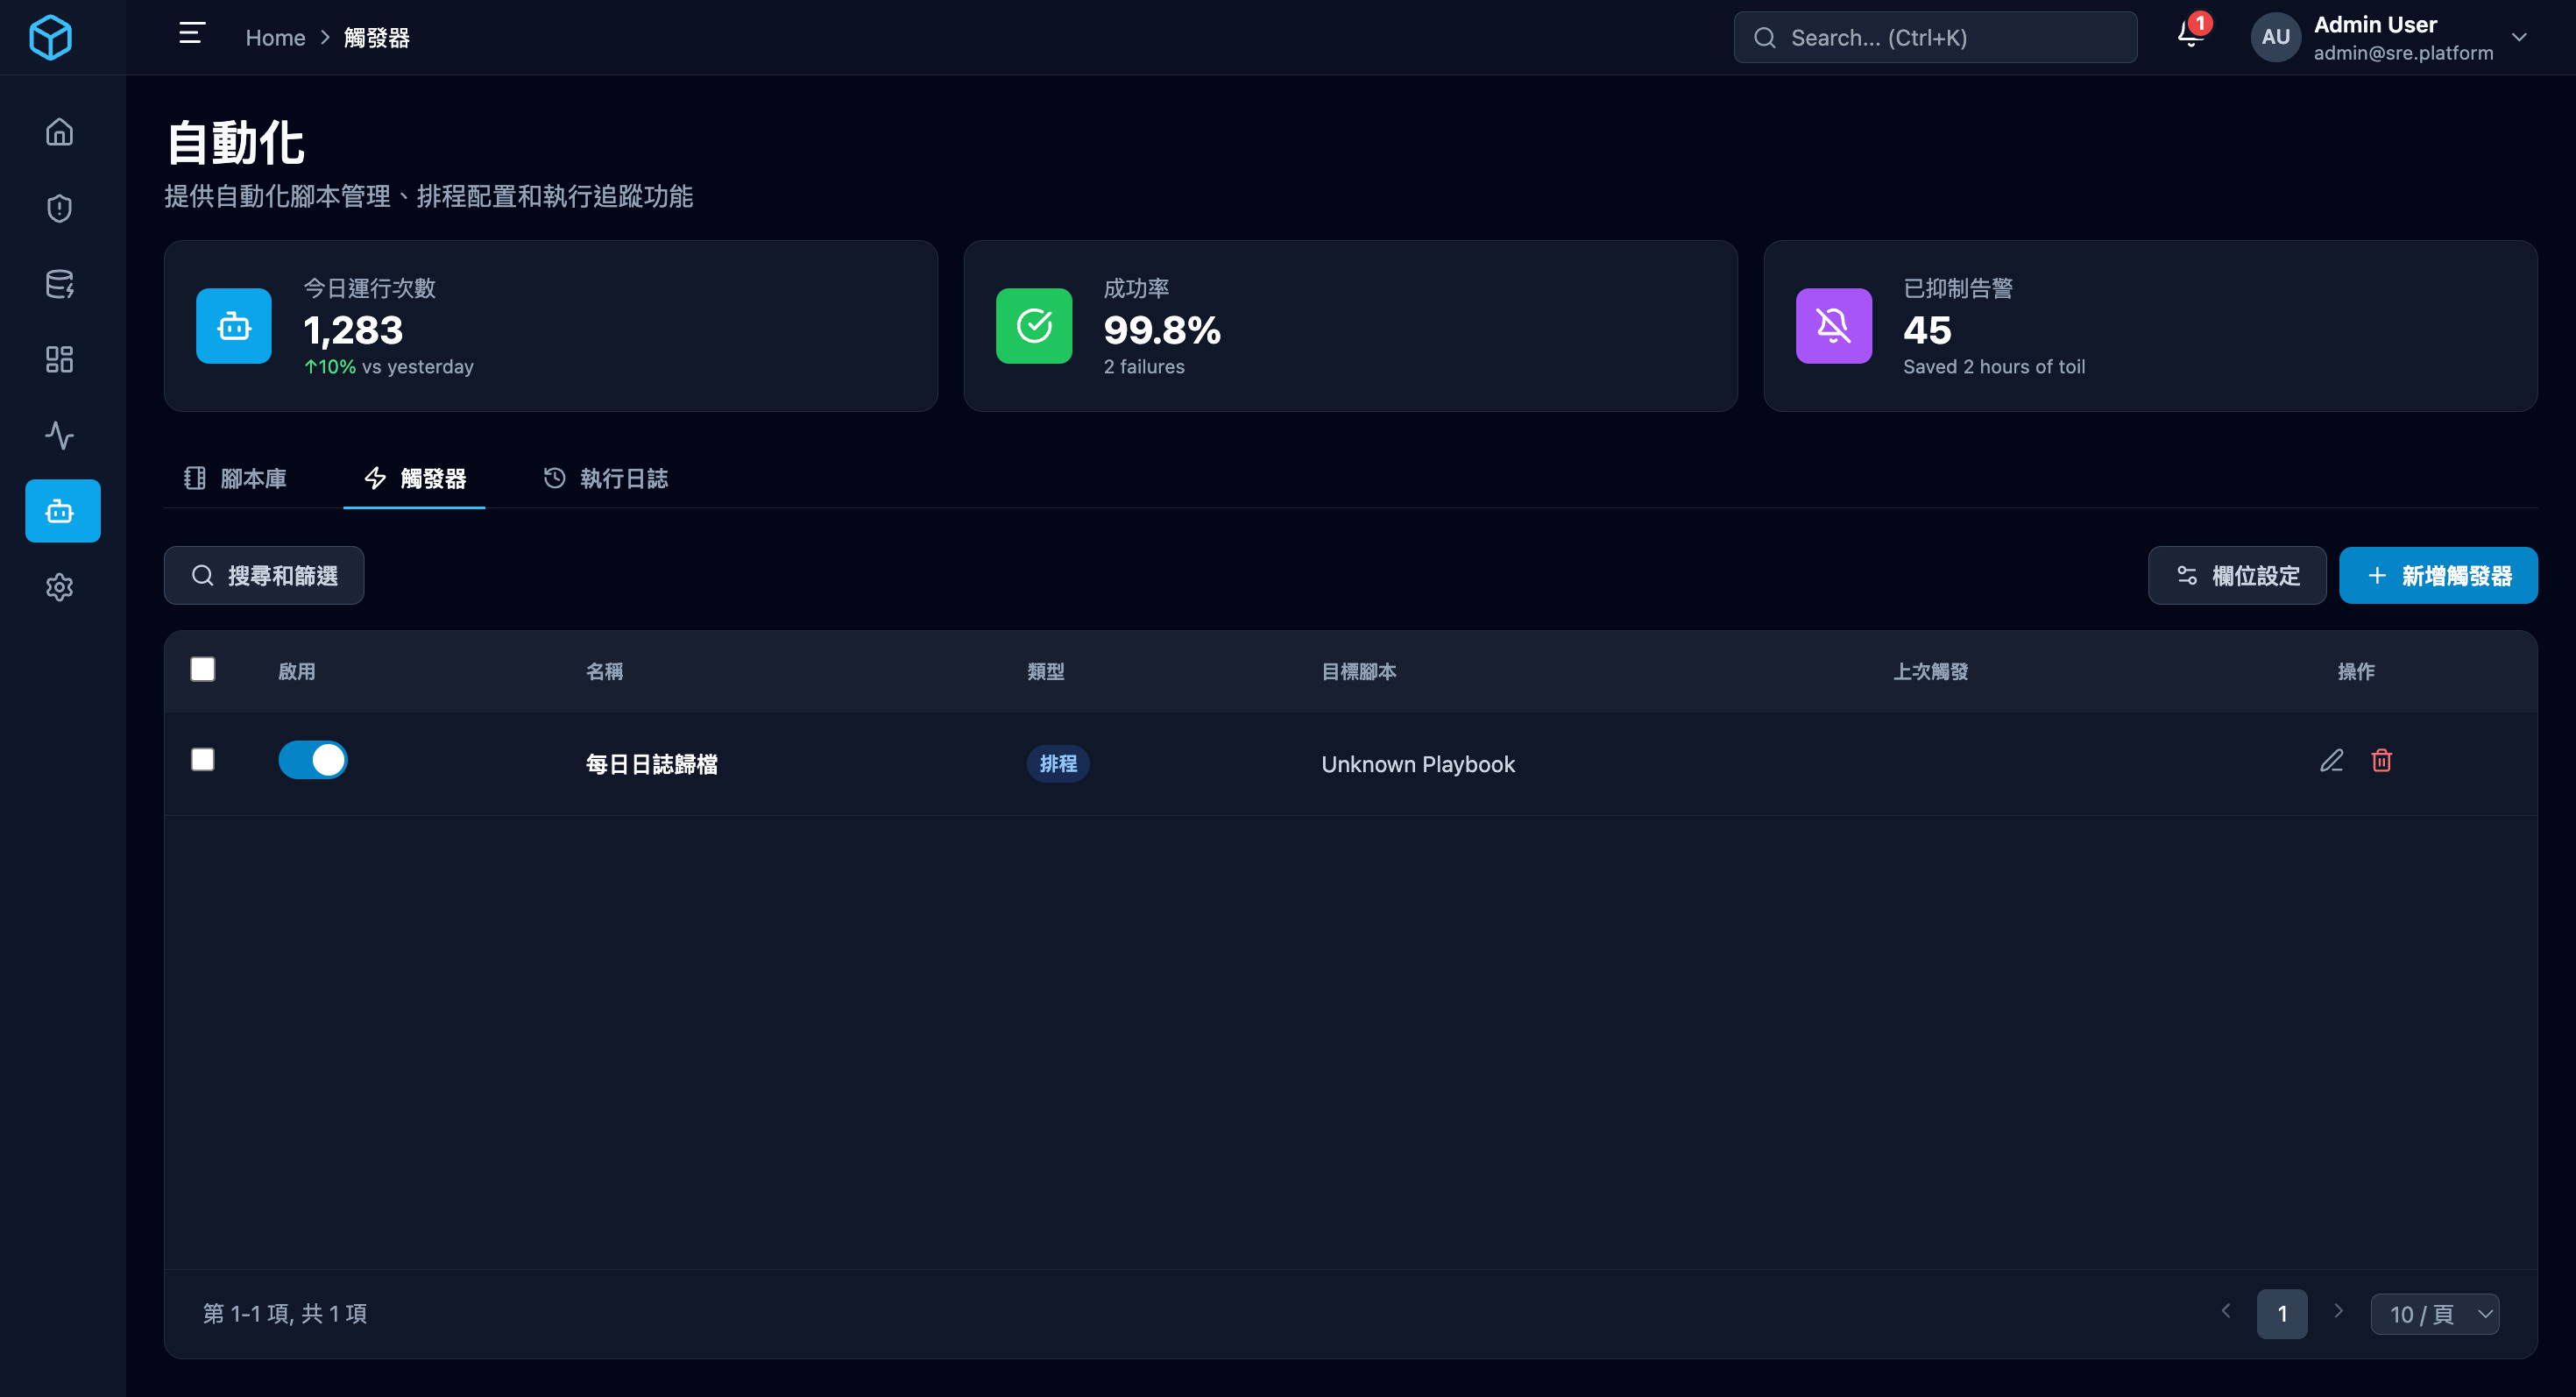 Home > 觸發器
Search... (Ctrl+K)
1
AU
Admin User
admin@sre.platform
自動化
提供自動化腳本管理、排程配置和執行追蹤功能
今日運行次數
1,283
↑10% vs yesterday
成功率
99.8%
2 failures
已抑制告警
45
Saved 2 hours of toil
腳本庫
觸發器
執行日誌
搜尋和篩選
欄位設定
+ 新增觸發器
啟用 名稱 類型 目標腳本 上次觸發 操作
每日日誌歸檔 排程 Unknown Playbook
第 1-1 項, 共 1 項
1
10 / 頁